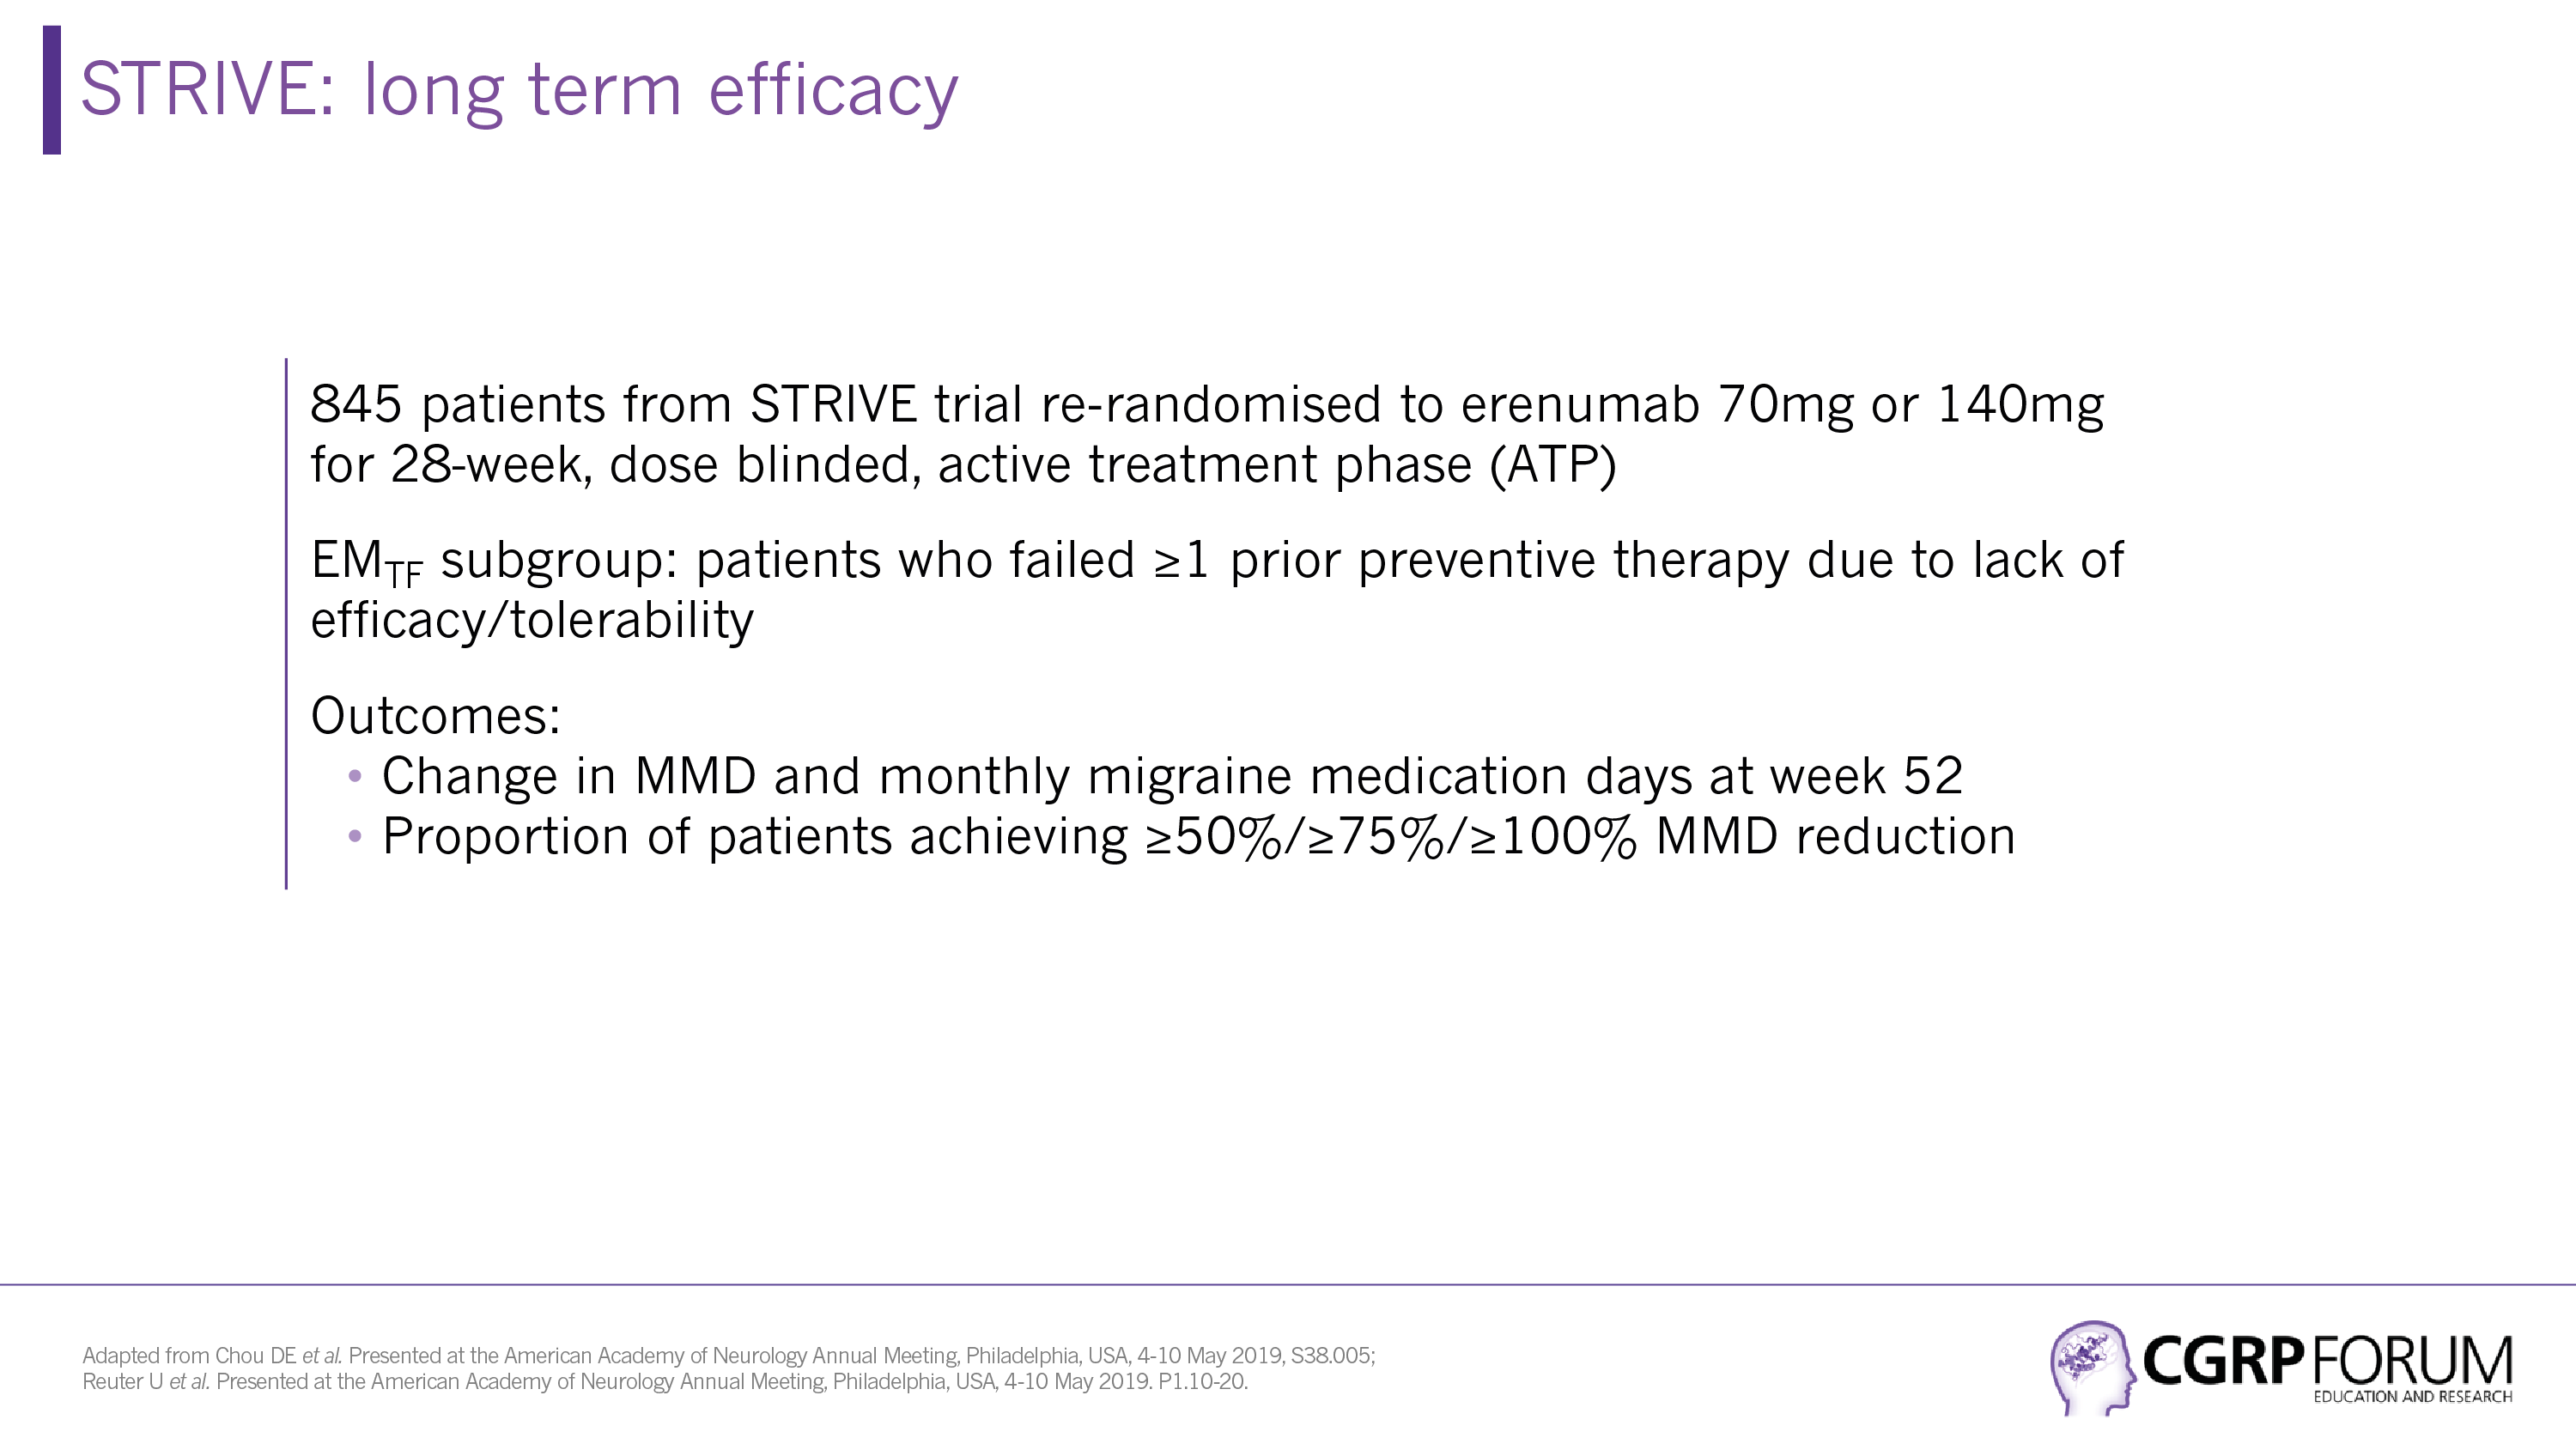 STRIVE: long term efficacy
845 patients from STRIVE trial re-randomised to erenumab 70mg or 140mg
for 28-week, dose blinded, active treatment phase (ATP)
EMTF subgroup: patients who failed ≥1 prior preventive therapy due to lack of
efficacy/tolerability
Outcomes:
• Change in MMD and monthly migraine medication days at week 52
• Proportion of patients achieving ≥50%/≥75%/≥100% MMD reduction
Adapted from Chou DE et al. Presented at the American Academy of Neurology Annual Meeting, Philadelphia, USA, 4-10 May 2019, S38.005;
Reuter U et al. Presented at the American Academy of Neurology Annual Meeting, Philadelphia, USA, 4-10 May 2019. P1.10-20.
CGRP FORUM
EDUCATION AND RESEARCH